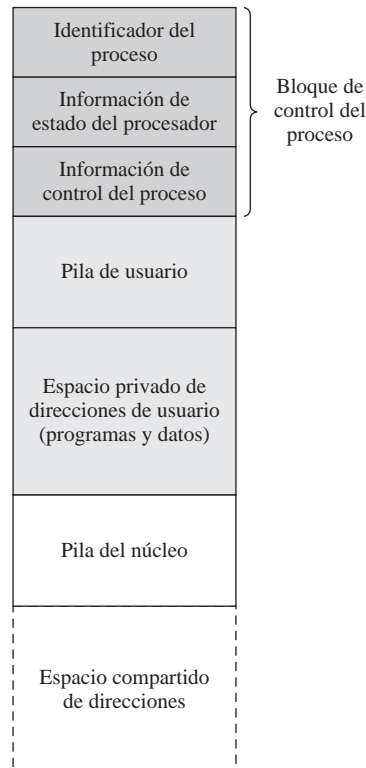 Identificador del
proceso
Información de
estado del procesador
Información de
control del proceso
Bloque de
control del
proceso
Pila de usuario
Espacio privado de
direcciones de usuario
(programas y datos)
Pila del núcleo
Espacio compartido
de direcciones